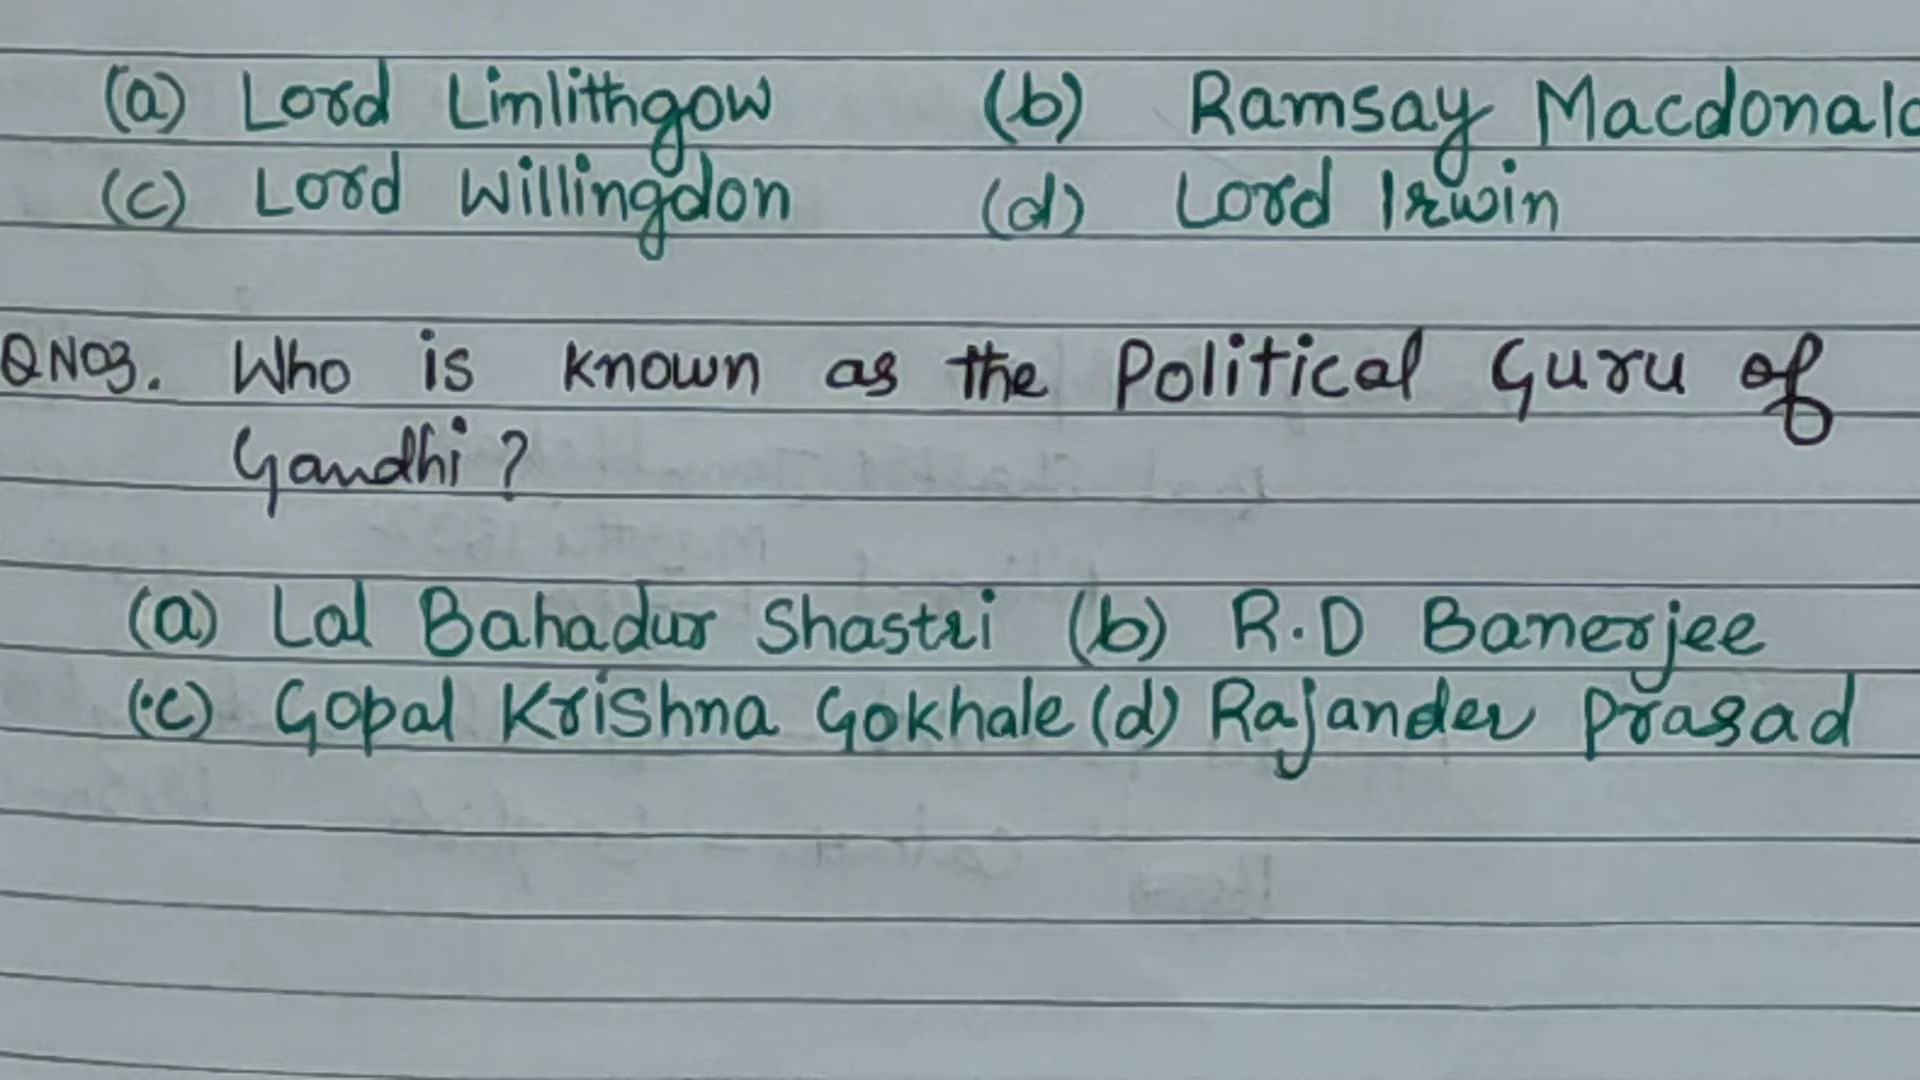 (a) Lord Limlithgow (b) Ramsay Macdonald
(c) Lord Willingdon (d) Lord Irwin
QNO3. Who is known as the Political Guru of
Gandhi?
(a) Lal Bahadur Shastri (b) R.D Banerjee
(c) Gopal Krishna Gokhale (d) Rajander Prasad